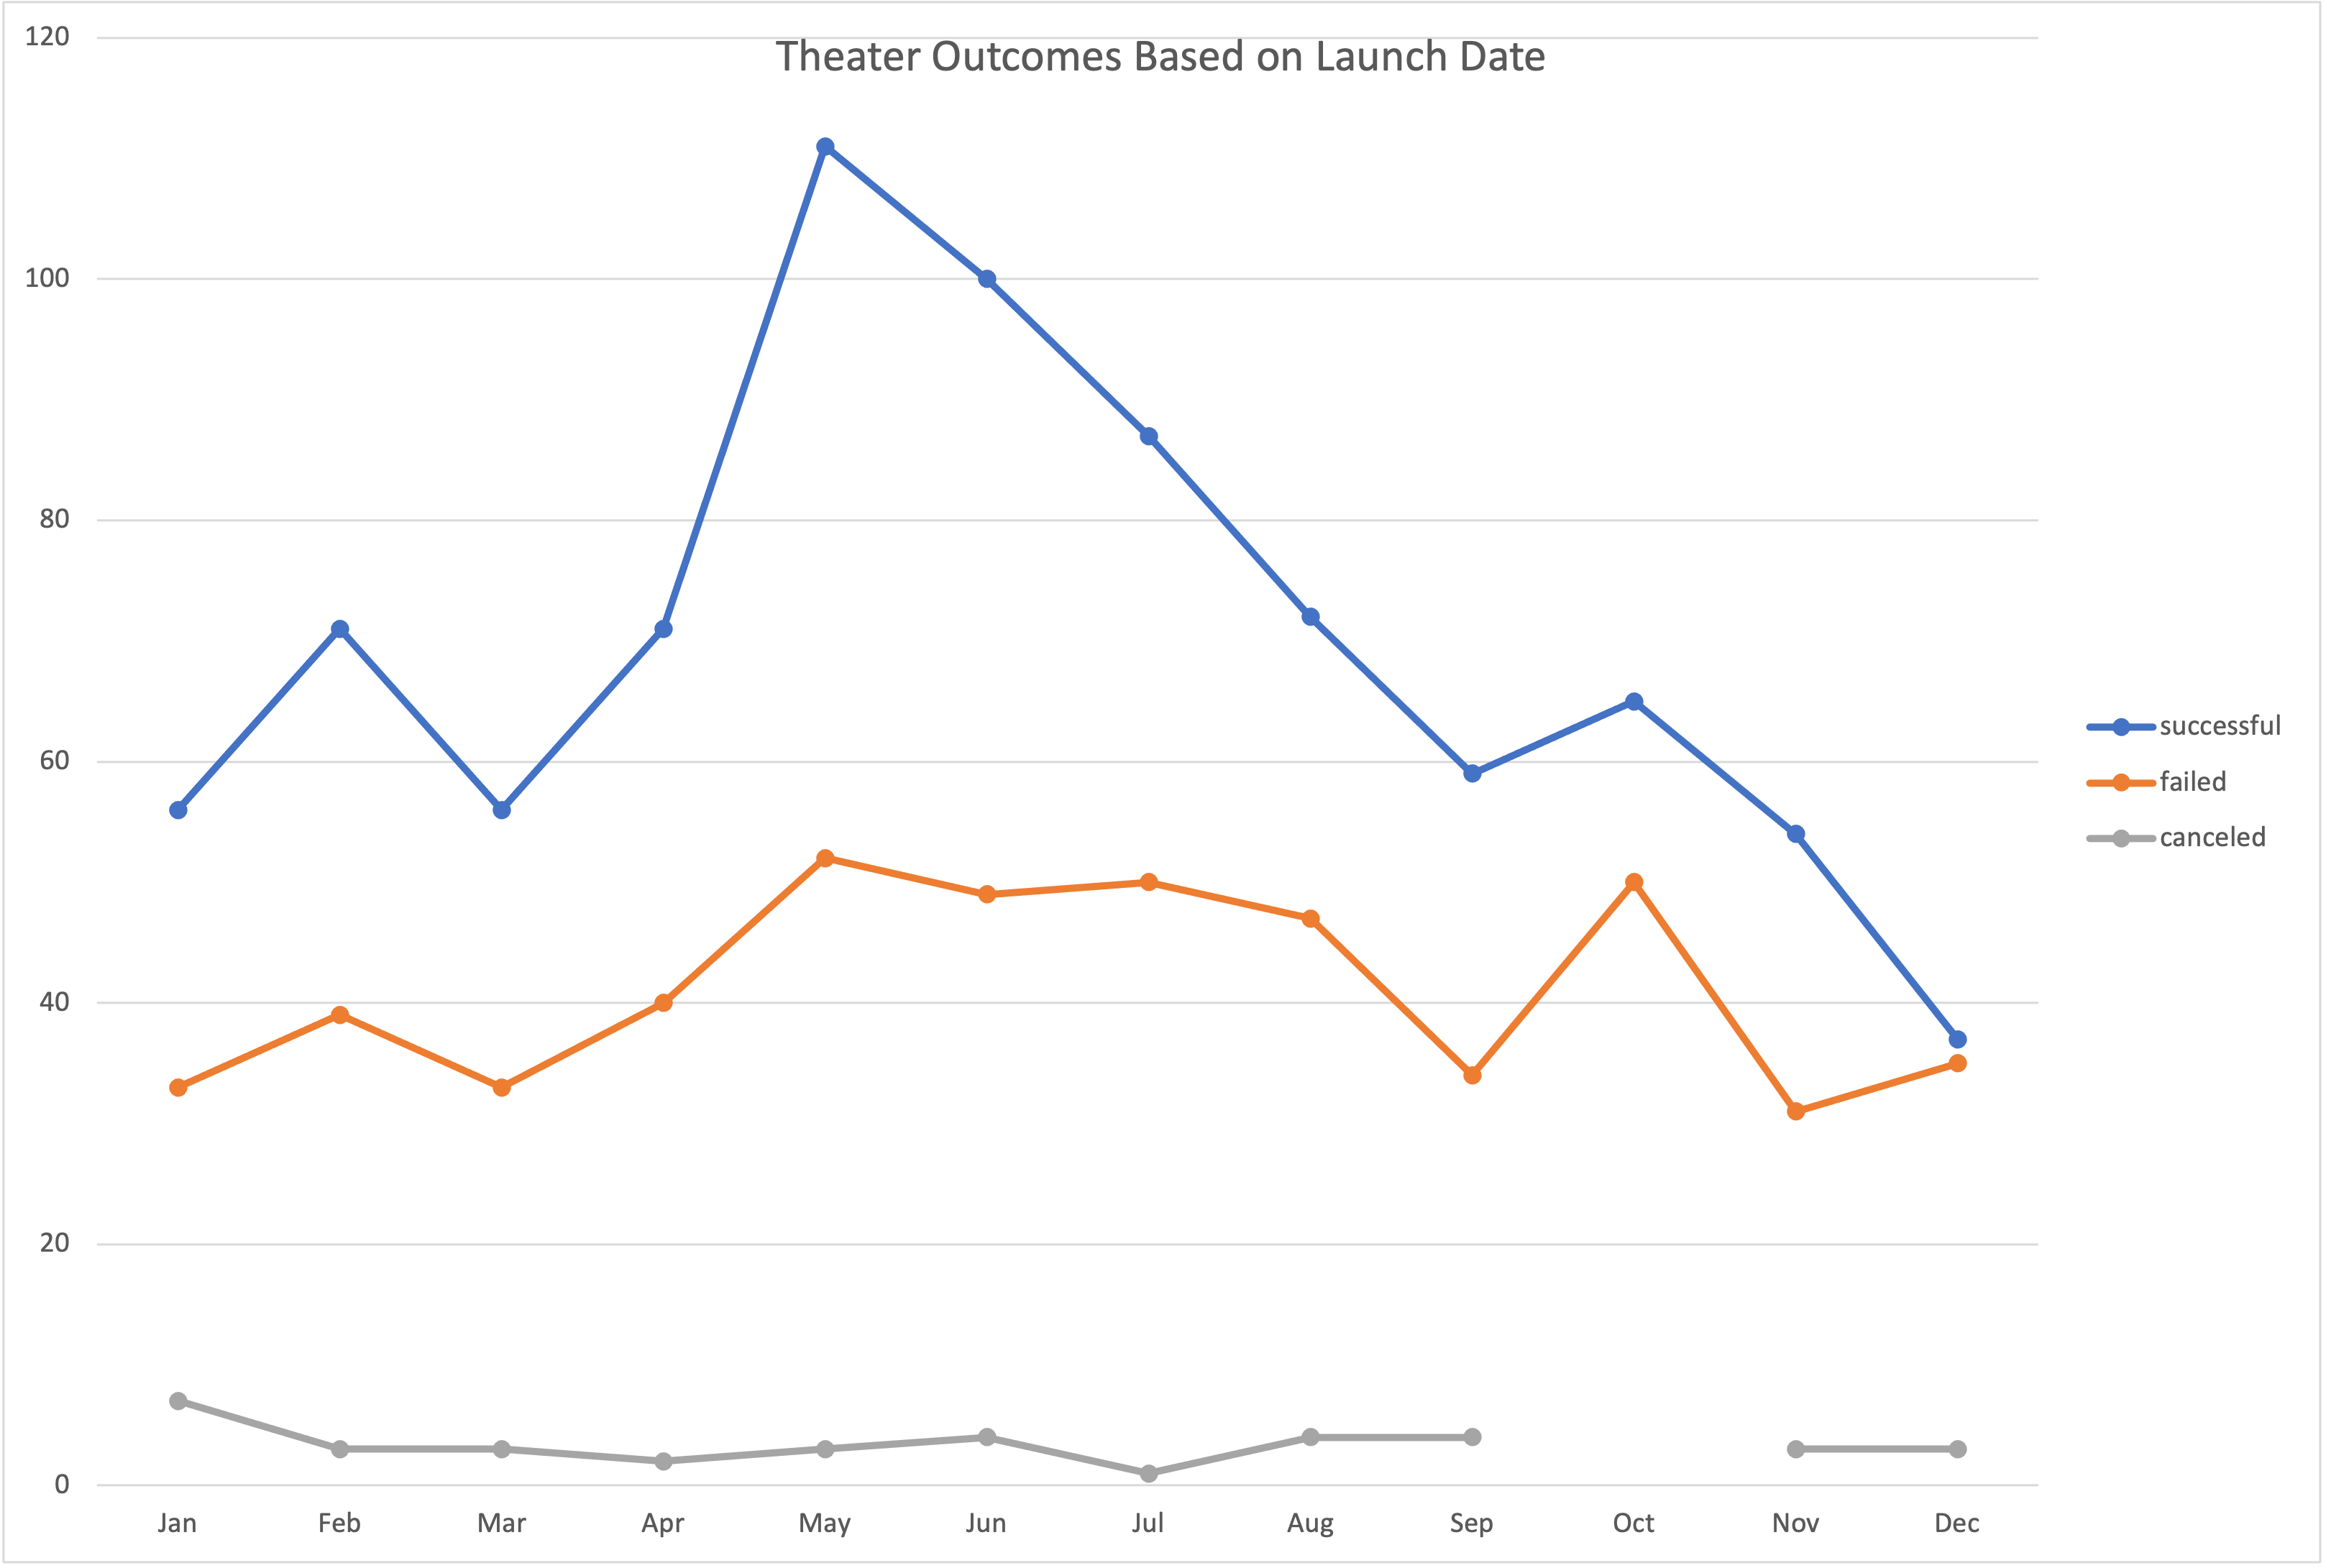 Theater Outcomes Based on Launch Date
120
100
80
60
40
20
0
Jan Feb Mar Apr May Jun Jul Aug Sep Oct Nov Dec
successful
failed
canceled